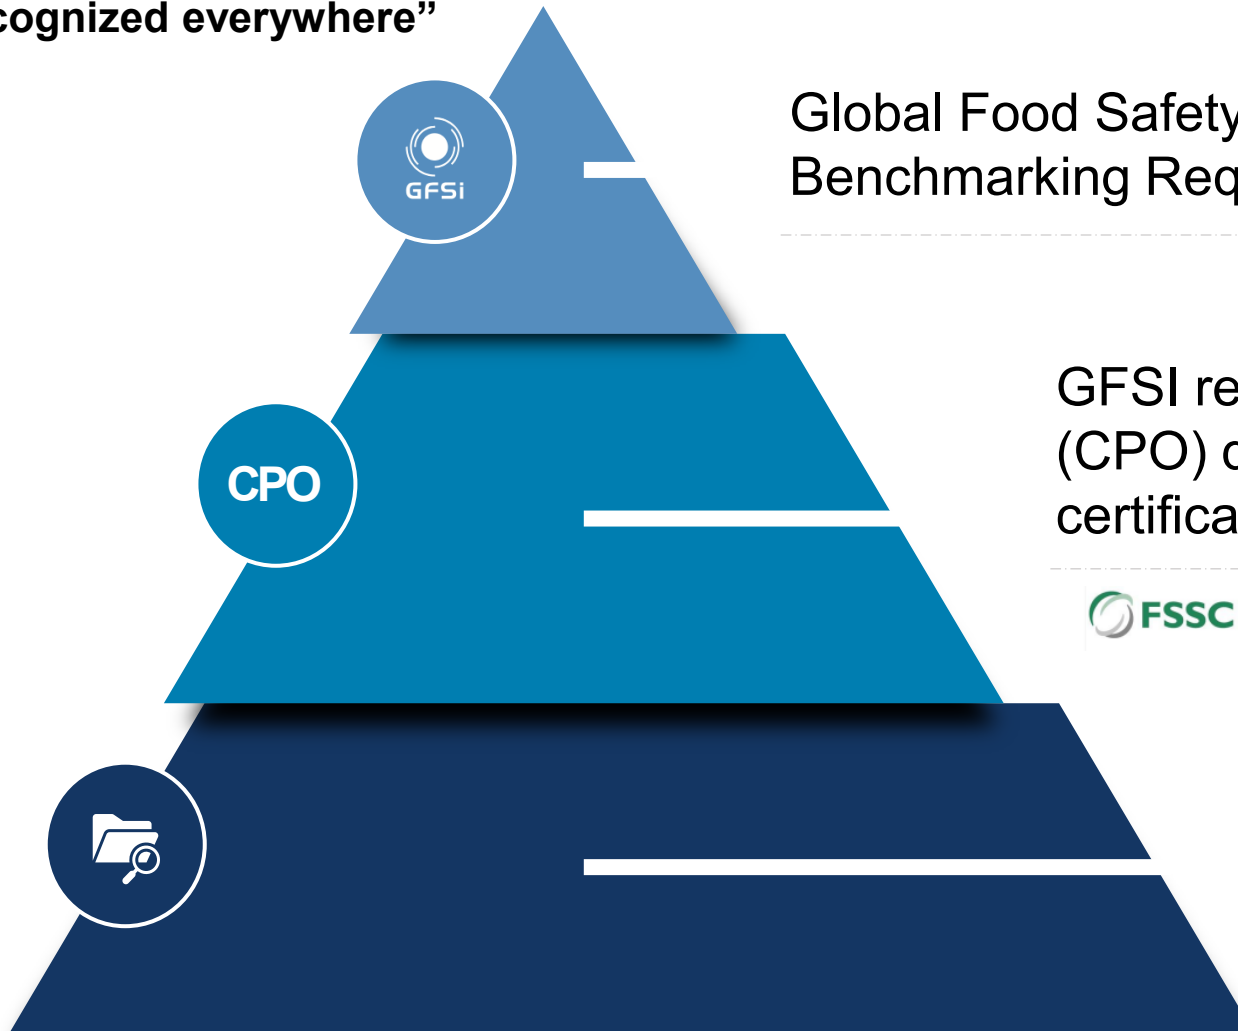 cognized everywhere”
GFSi
Global Food Safety
Benchmarking Req
CPO
GFSI re
(CPO)
certifica
FSSC